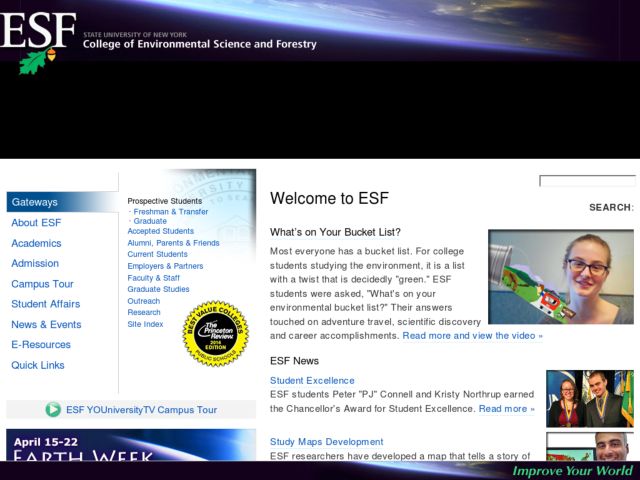 ESF
STATE UNIVERSITY OF NEW YORK
College of Environmental Science and Forestry
Gateways
About ESF
Academics
Admission
Campus Tour
Student Affairs
News & Events
E-Resources
Quick Links
Prospective Students
· Freshman & Transfer
· Graduate
Accepted Students
Alumni, Parents & Friends
Current Students
Employers & Partners
Faculty & Staff
Graduate Studies
Outreach
Research
Site Index
BEST VALUE COLLEGES
The
Princeton
Review
2014
EDITION
PUBLIC SCHOOLS
ESF YOUniversityTV Campus Tour
April 15-22
EARTH WEEK
Welcome to ESF
SEARCH:
What's on Your Bucket List?
Most everyone has a bucket list. For college
students studying the environment, it is a list
with a twist that is decidedly "green." ESF
students were asked, "What's on your
environmental bucket list?" Their answers
touched on adventure travel, scientific discovery
and career accomplishments. Read more and view the video »
ESF News
Student Excellence
ESF students Peter "PJ" Connell and Kristy Northrup earned
the Chancellor's Award for Student Excellence. Read more »
Study Maps Development
ESF researchers have developed a map that tells a story of
Improve Your World